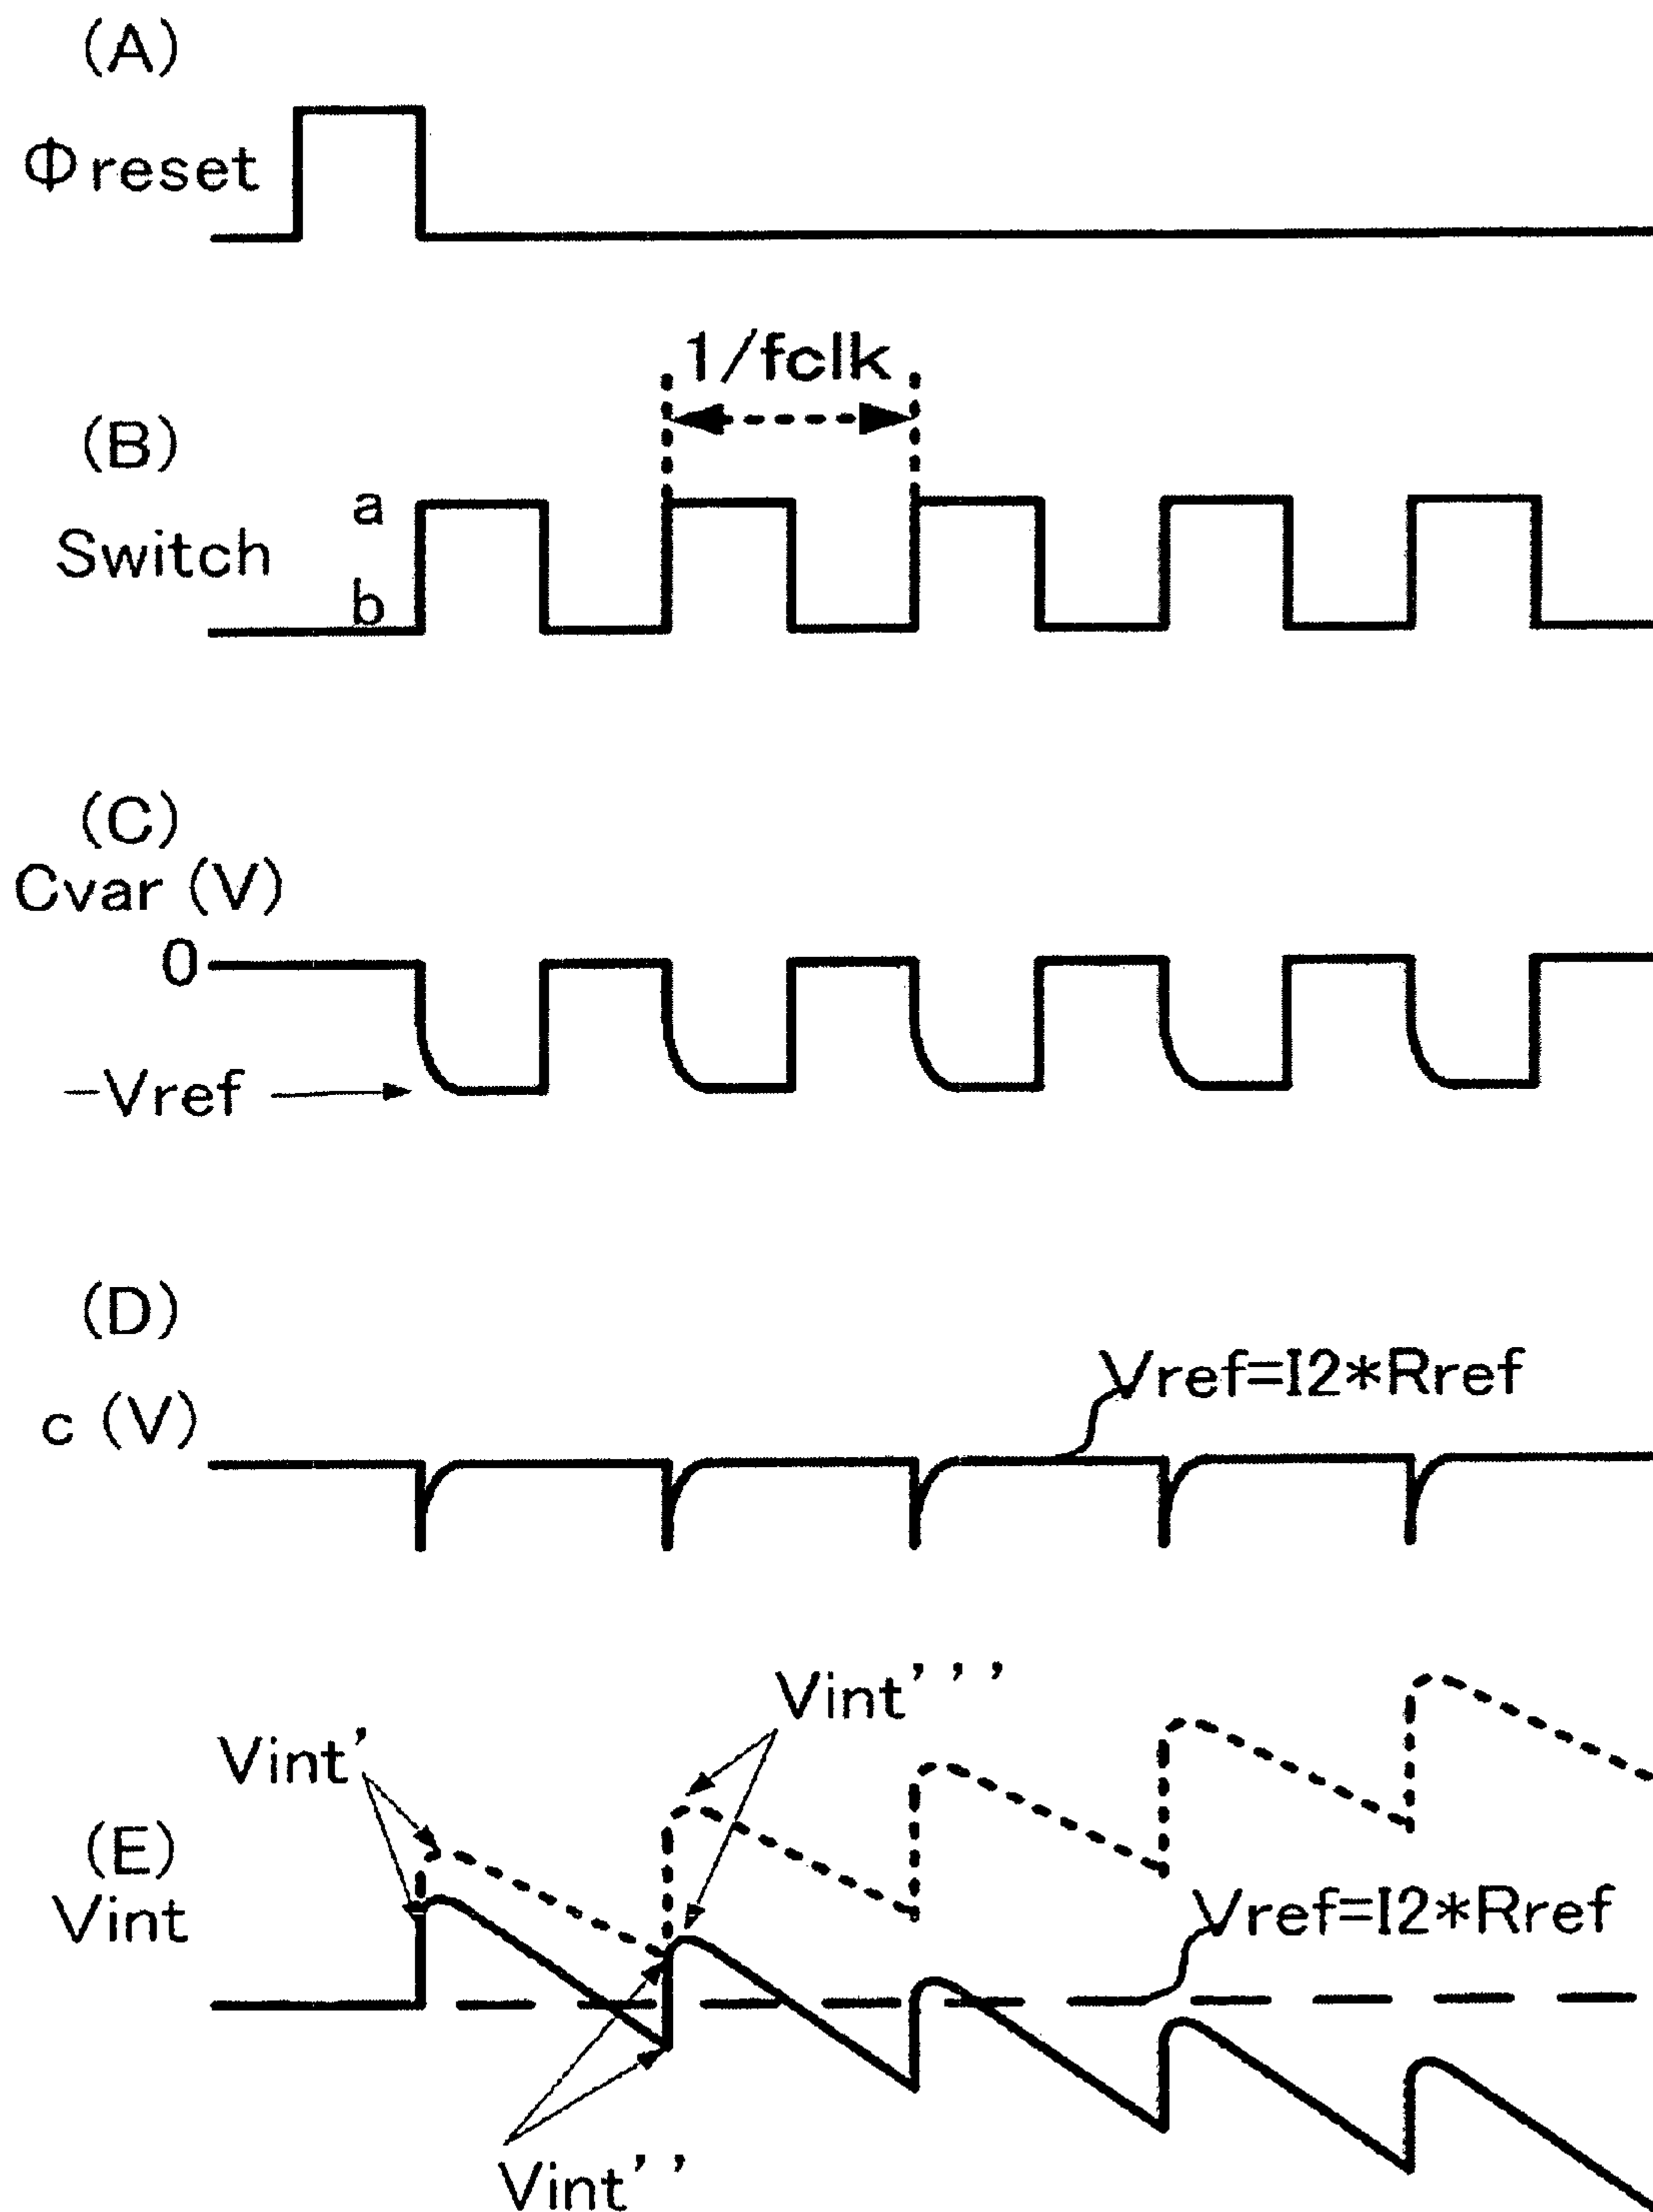 (A)
Φreset
1/fclk
(B)
a
Switch
b
(C)
Cvar (V)
0
-Vref
(D)
Vref=I2*Rref
c (V)
Vint'''
Vint'
(E)
Vint
Vref=I2*Rref
Vint''